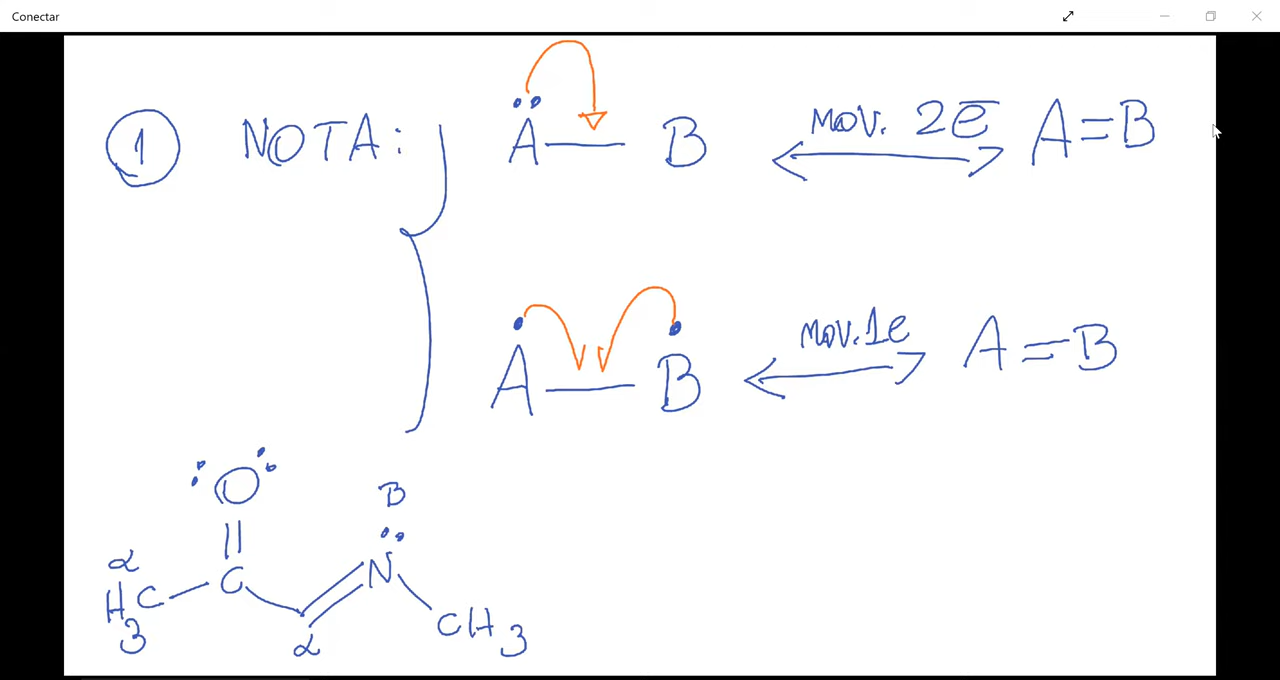 Conectar
1 NOTA: A — B MOV. 2e̅ A=B
A — B MOV. 1e A=B
O B
α || N
H3C C α CH3